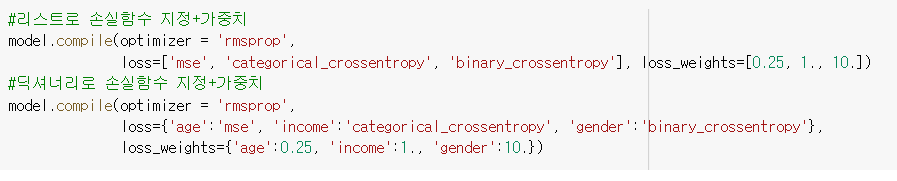 #리스트로 손실함수 지정+가중치
model.compile(optimizer = 'rmsprop',
loss=['mse', 'categorical_crossentropy', 'binary_crossentropy'], loss_weights=[0.25, 1., 10.])
#딕셔너리로 손실함수 지정+가중치
model.compile(optimizer = 'rmsprop',
loss={'age':'mse', 'income':'categorical_crossentropy', 'gender':'binary_crossentropy'},
loss_weights={'age':0.25, 'income':1., 'gender':10.})